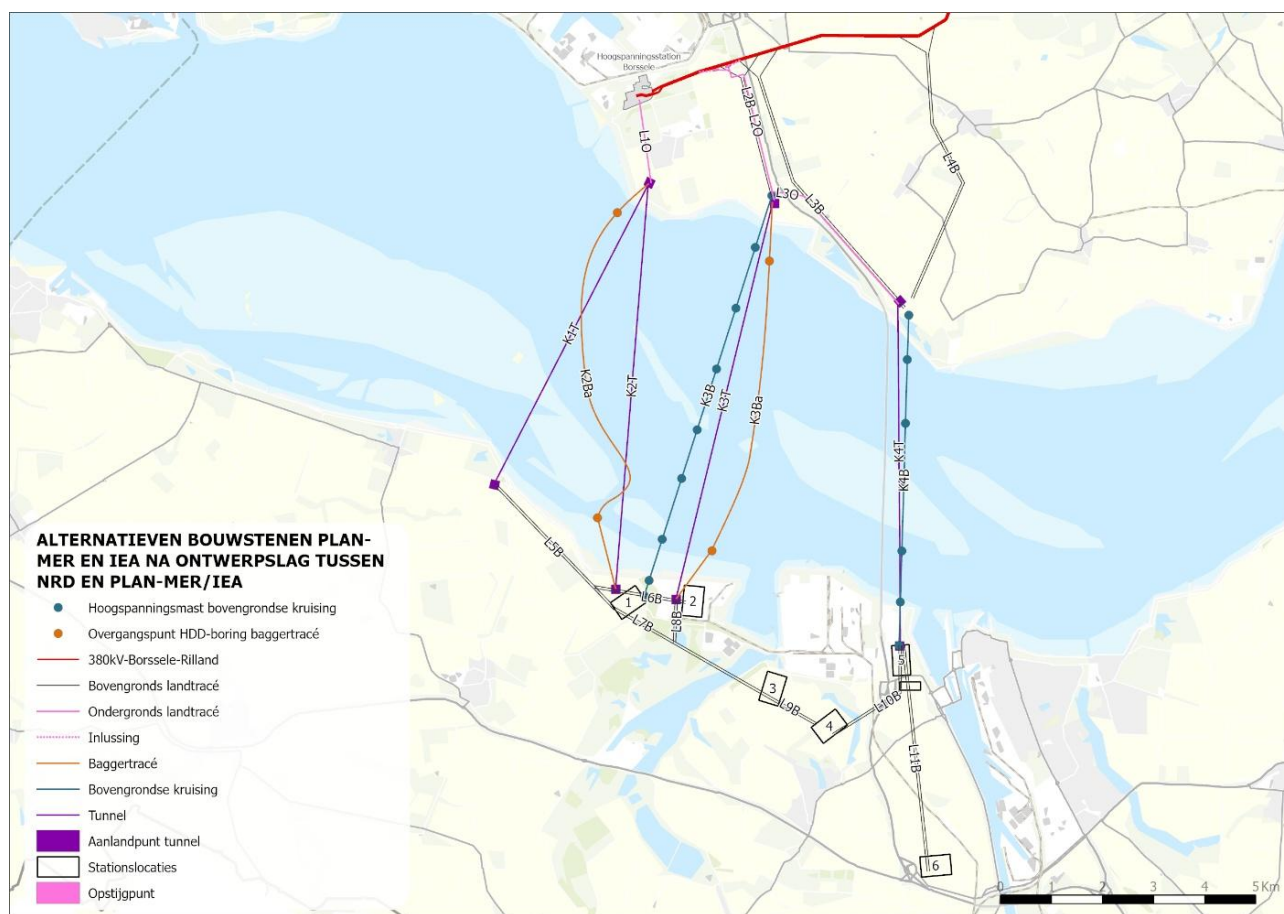 Hoogspanningsstation
Borssele
L1O
L2B-L2O
L3O
L3B
L4B
K1T
K2Ba
K2T
K3B
K3T
K3Ba
K4B-K4T
L5B
1
L6B
2
L7B
L8B
3
L9B
4
L10B
5
L11B
6
ALTERNATIEVEN BOUWSTENEN PLAN-
MER EN IEA NA ONTWERPSLAG TUSSEN
NRD EN PLAN-MER/IEA
Hoogspanningsmast bovengrondse kruising
Overgangspunt HDD-boring baggertracé
380kV-Borssele-Rilland
Bovengronds landtracé
Ondergronds landtracé
Inlussing
Baggertracé
Bovengrondse kruising
Tunnel
Aanlandpunt tunnel
Stationslocaties
Opstijgpunt
0 1 2 3 4 5 Km